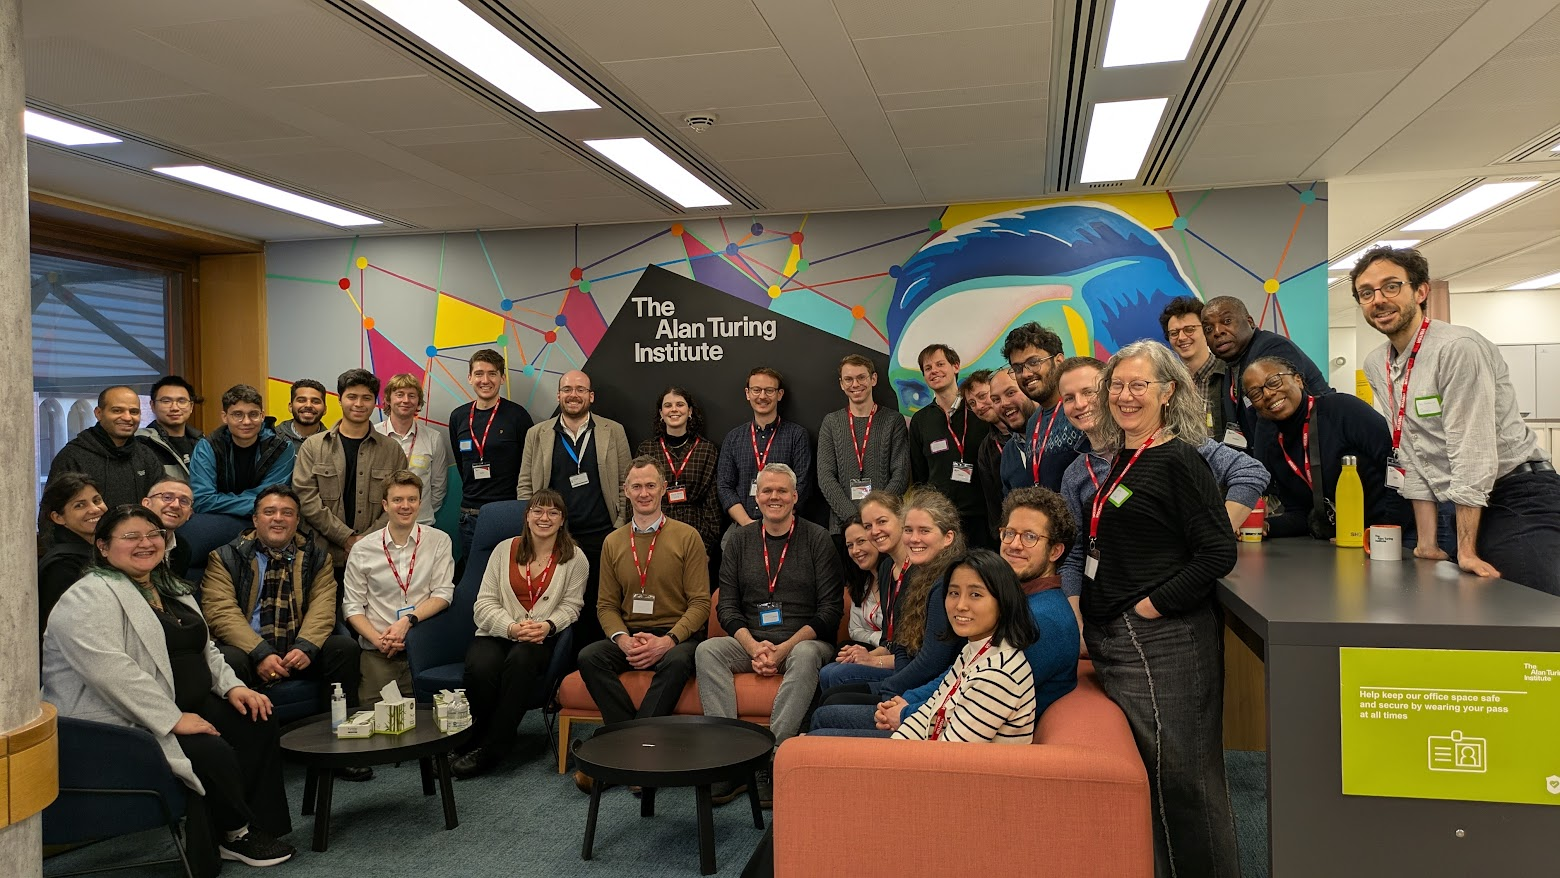 The
Alan Turing
Institute
The
Alan Turing
Institute
Help keep our office space safe
and secure by wearing your pass
at all times